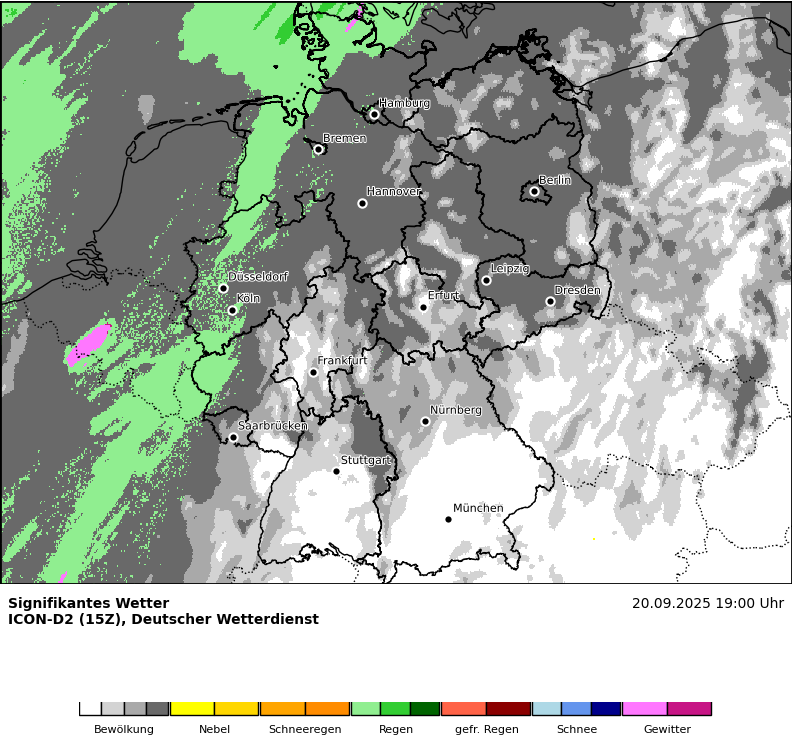 Hamburg
Bremen
Berlin
Hannover
Leipzig
Düsseldorf
Dresden
Köln
Erfurt
Frankfurt
Nürnberg
Saarbrücken
Stuttgart
München
Signifikantes Wetter
20.09.2025 19:00 Uhr
ICON-D2 (15Z), Deutscher Wetterdienst
Bewölkung Nebel Schneeregen Regen gefr. Regen Schnee Gewitter